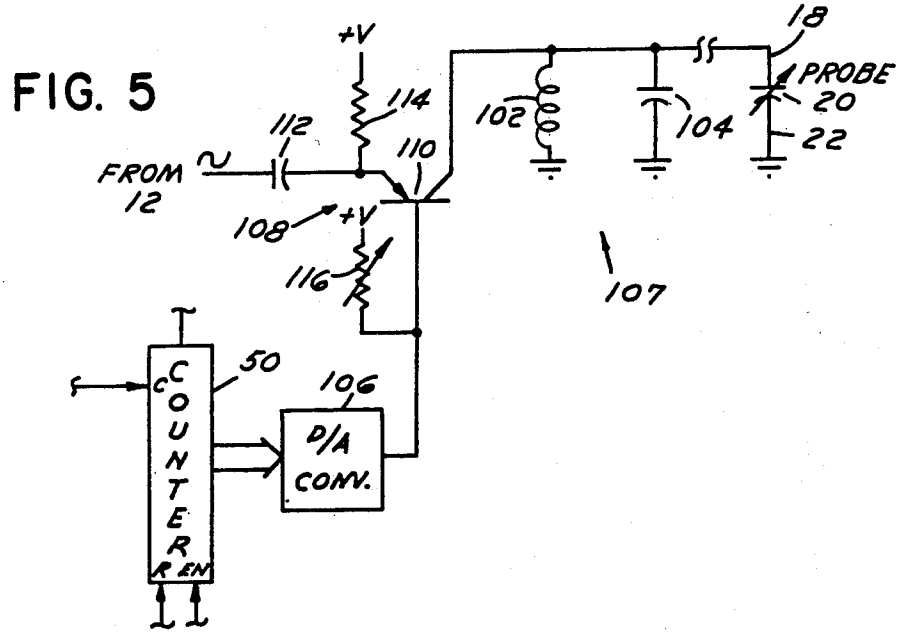 FIG. 5
+V
114
112
FROM
12
110
108
+V
116
102
104
18
PROBE
20
22
107
50
C
COUNTER
R EN
106
D/A
CONV.